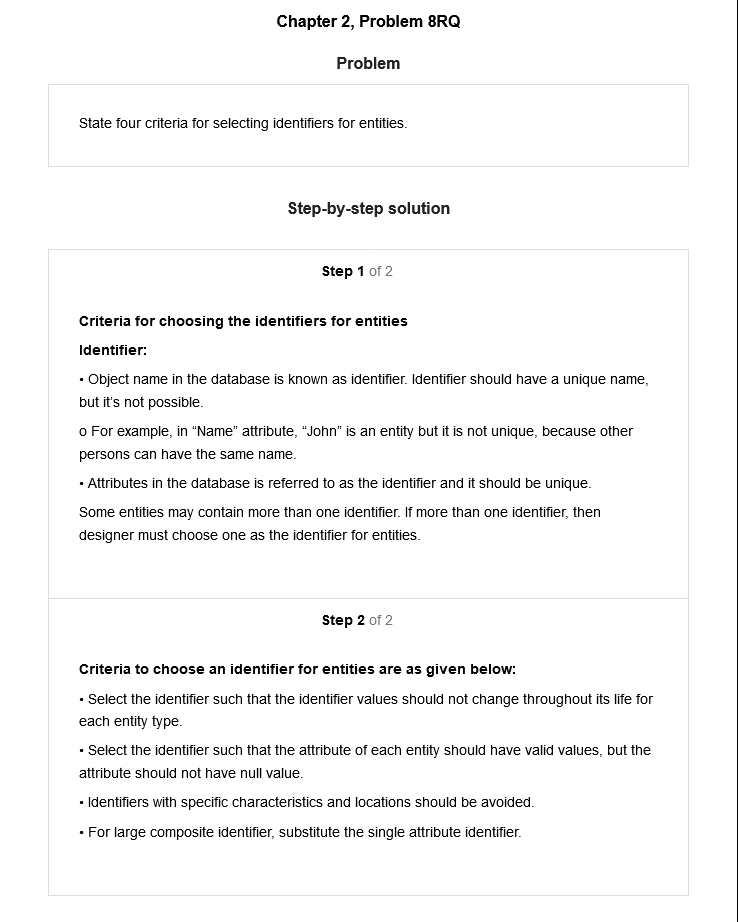 Chapter 2, Problem 8RQ
Problem
State four criteria for selecting identifiers for entities.
Step-by-step solution
Step 1 of 2
Criteria for choosing the identifiers for entities
Identifier:
• Object name in the database is known as identifier. Identifier should have a unique name,
but it's not possible.
o For example, in “Name” attribute, “John” is an entity but it is not unique, because other
persons can have the same name.
• Attributes in the database is referred to as the identifier and it should be unique.
Some entities may contain more than one identifier. If more than one identifier, then
designer must choose one as the identifier for entities.
Step 2 of 2
Criteria to choose an identifier for entities are as given below:
• Select the identifier such that the identifier values should not change throughout its life for
each entity type.
• Select the identifier such that the attribute of each entity should have valid values, but the
attribute should not have null value.
• Identifiers with specific characteristics and locations should be avoided.
• For large composite identifier, substitute the single attribute identifier.